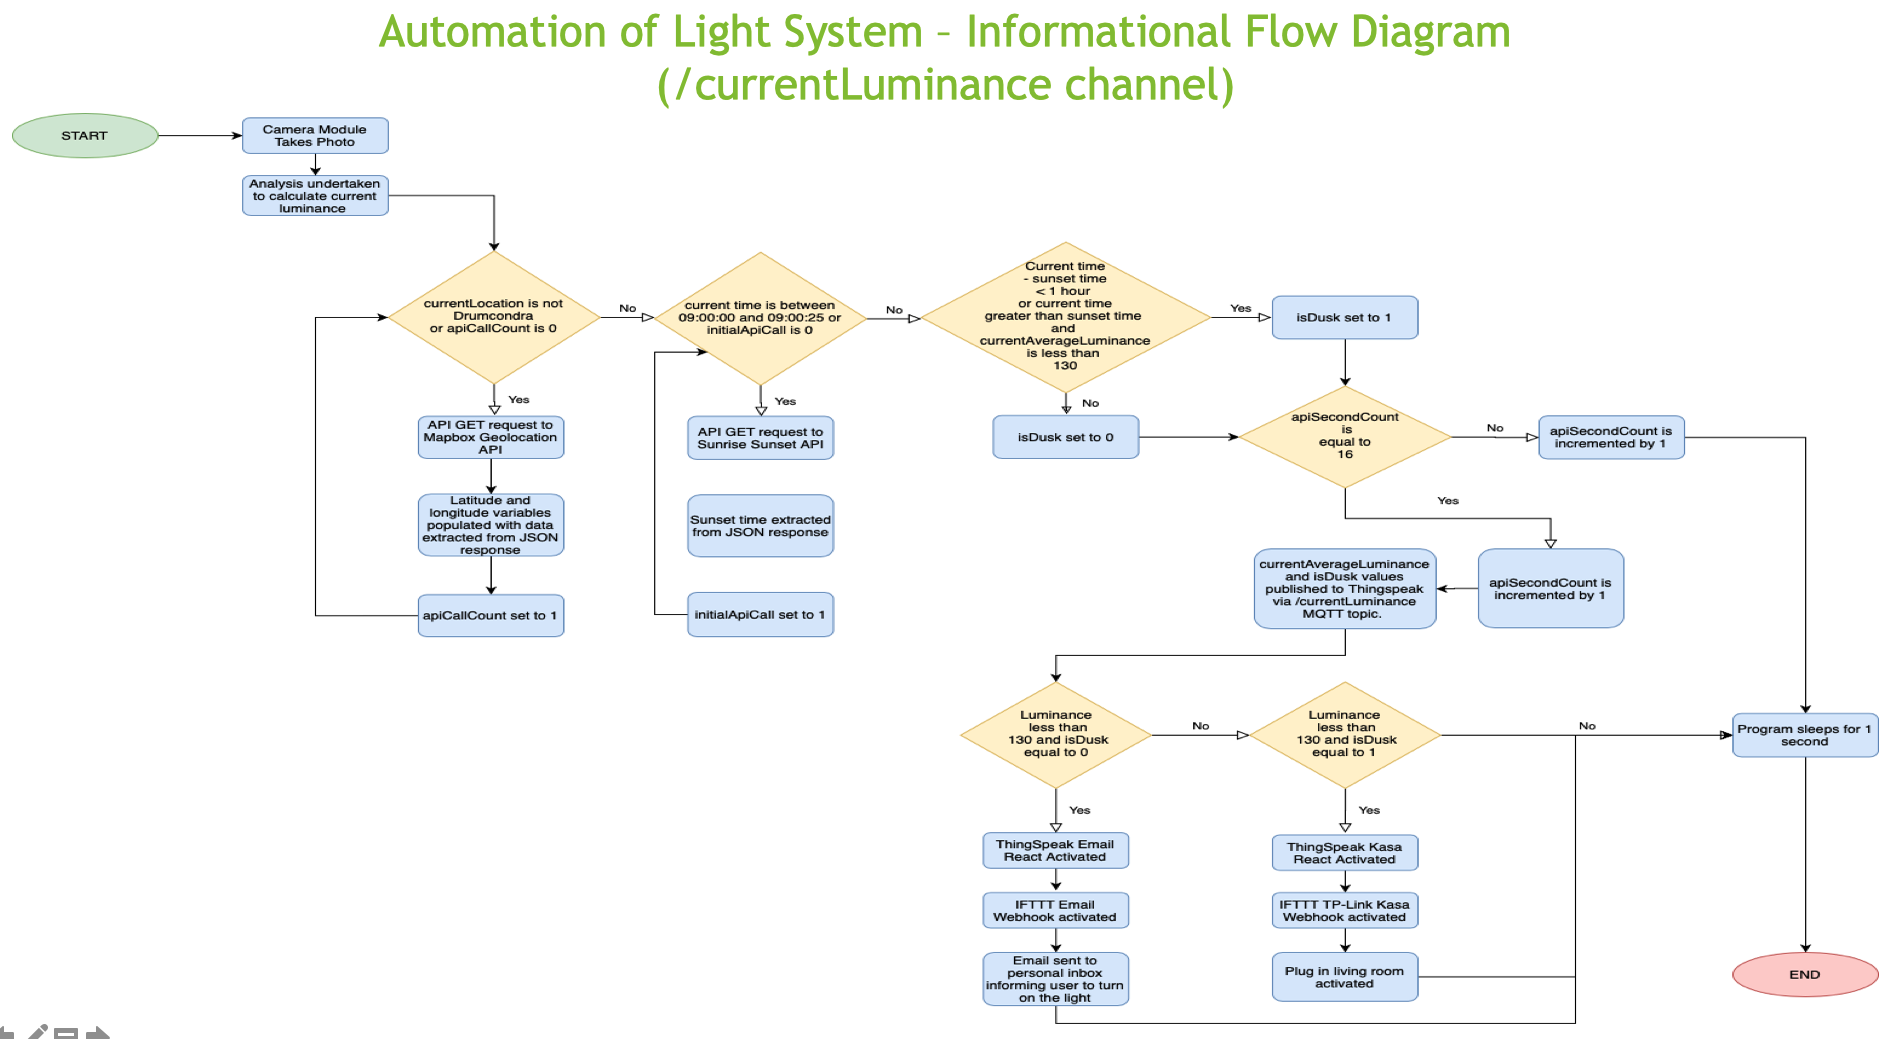 Automation of Light System – Informational Flow Diagram
(/currentLuminance channel)
START
Camera Module
Takes Photo
Analysis undertaken
to calculate current
luminance
currentLocation is not
Drumcondra
or apiCallCount is 0
No
Yes
API GET request to
Mapbox Geolocation
API
Latitude and
longitude variables
populated with data
extracted from JSON
response
apiCallCount set to 1
current time is between
09:00:00 and 09:00:25 or
initialApiCall is 0
No
Yes
API GET request to
Sunrise Sunset API
Sunset time extracted
from JSON response
initialApiCall set to 1
Current time
- sunset time
< 1 hour
or current time
greater than sunset time
and
currentAverageLuminance
is less than
130
Yes
No
isDusk set to 1
isDusk set to 0
apiSecondCount
is
equal to
16
No
Yes
apiSecondCount is
incremented by 1
apiSecondCount is
incremented by 1
currentAverageLuminance
and isDusk values
published to Thingspeak
via /currentLuminance
MQTT topic.
Luminance
less than
130 and isDusk
equal to 0
No
Yes
Luminance
less than
130 and isDusk
equal to 1
No
Yes
Program sleeps for 1
second
ThingSpeak Email
React Activated
IFTTT Email
Webhook activated
Email sent to
personal inbox
informing user to turn
on the light
ThingSpeak Kasa
React Activated
IFTTT TP-Link Kasa
Webhook activated
Plug in living room
activated
END